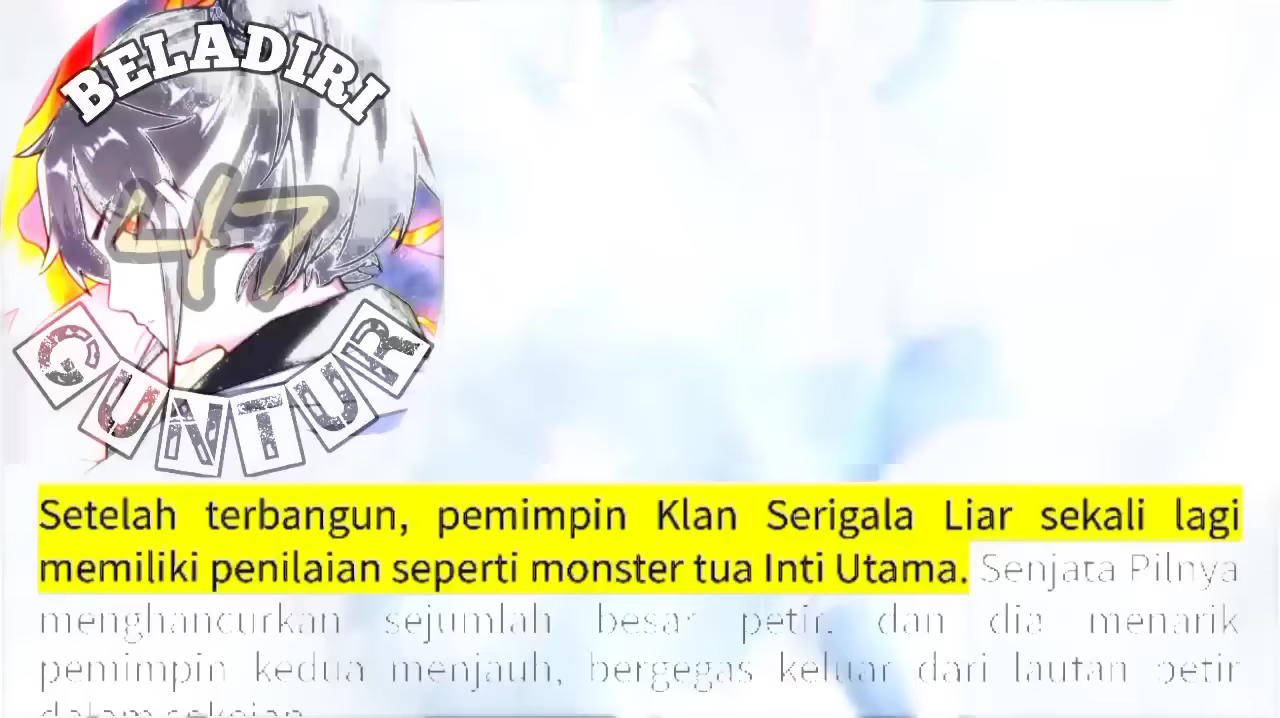 BELADIRI
47
GUNTUR
Setelah terbangun, pemimpin Klan Serigala Liar sekali lagi
memiliki penilaian seperti monster tua Inti Utama. Senjata Pilnya
menghancurkan sejumlah besar petir. dan dia menarik
pemimpin kedua menjauh, bergegas keluar dari lautan petir
dalam